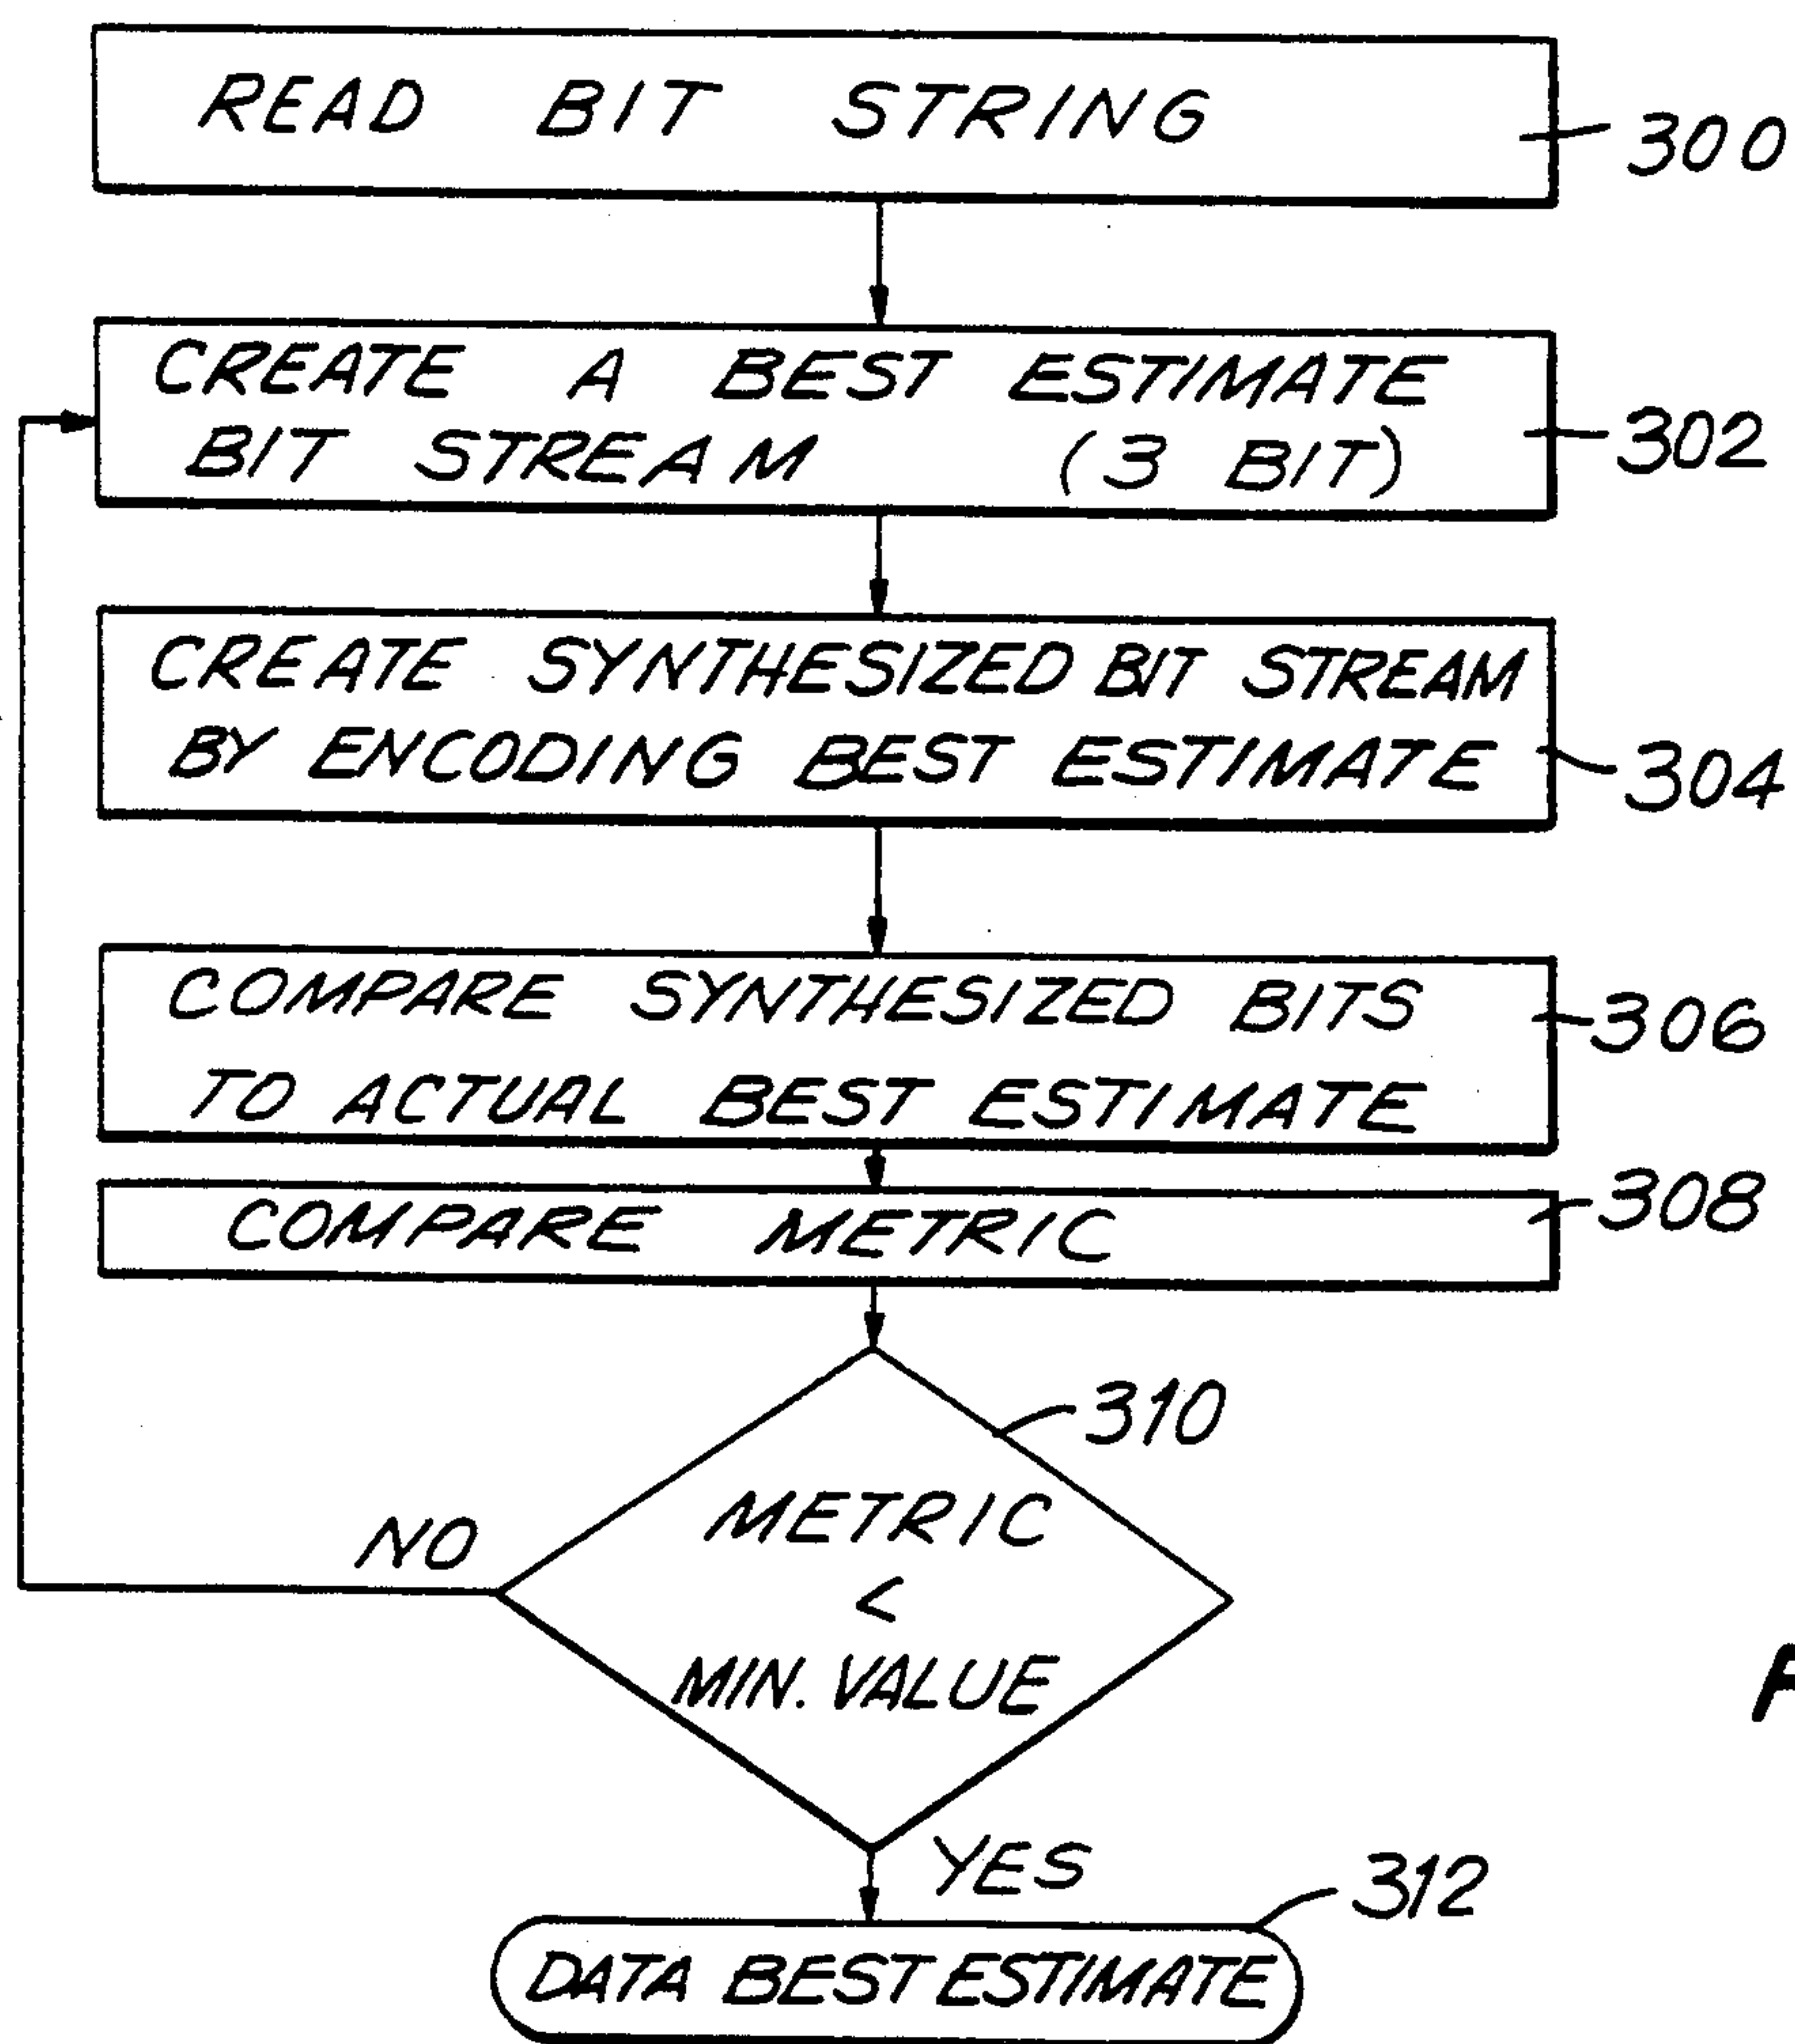 READ BIT STRING
300
CREATE A BEST ESTIMATE
BIT STREAM (3 BIT)
302
CREATE SYNTHESIZED BIT STREAM
BY ENCODING BEST ESTIMATE
304
COMPARE SYNTHESIZED BITS
TO ACTUAL BEST ESTIMATE
306
COMPARE METRIC
308
310
METRIC
<
MIN. VALUE
NO
YES
312
DATA BEST ESTIMATE